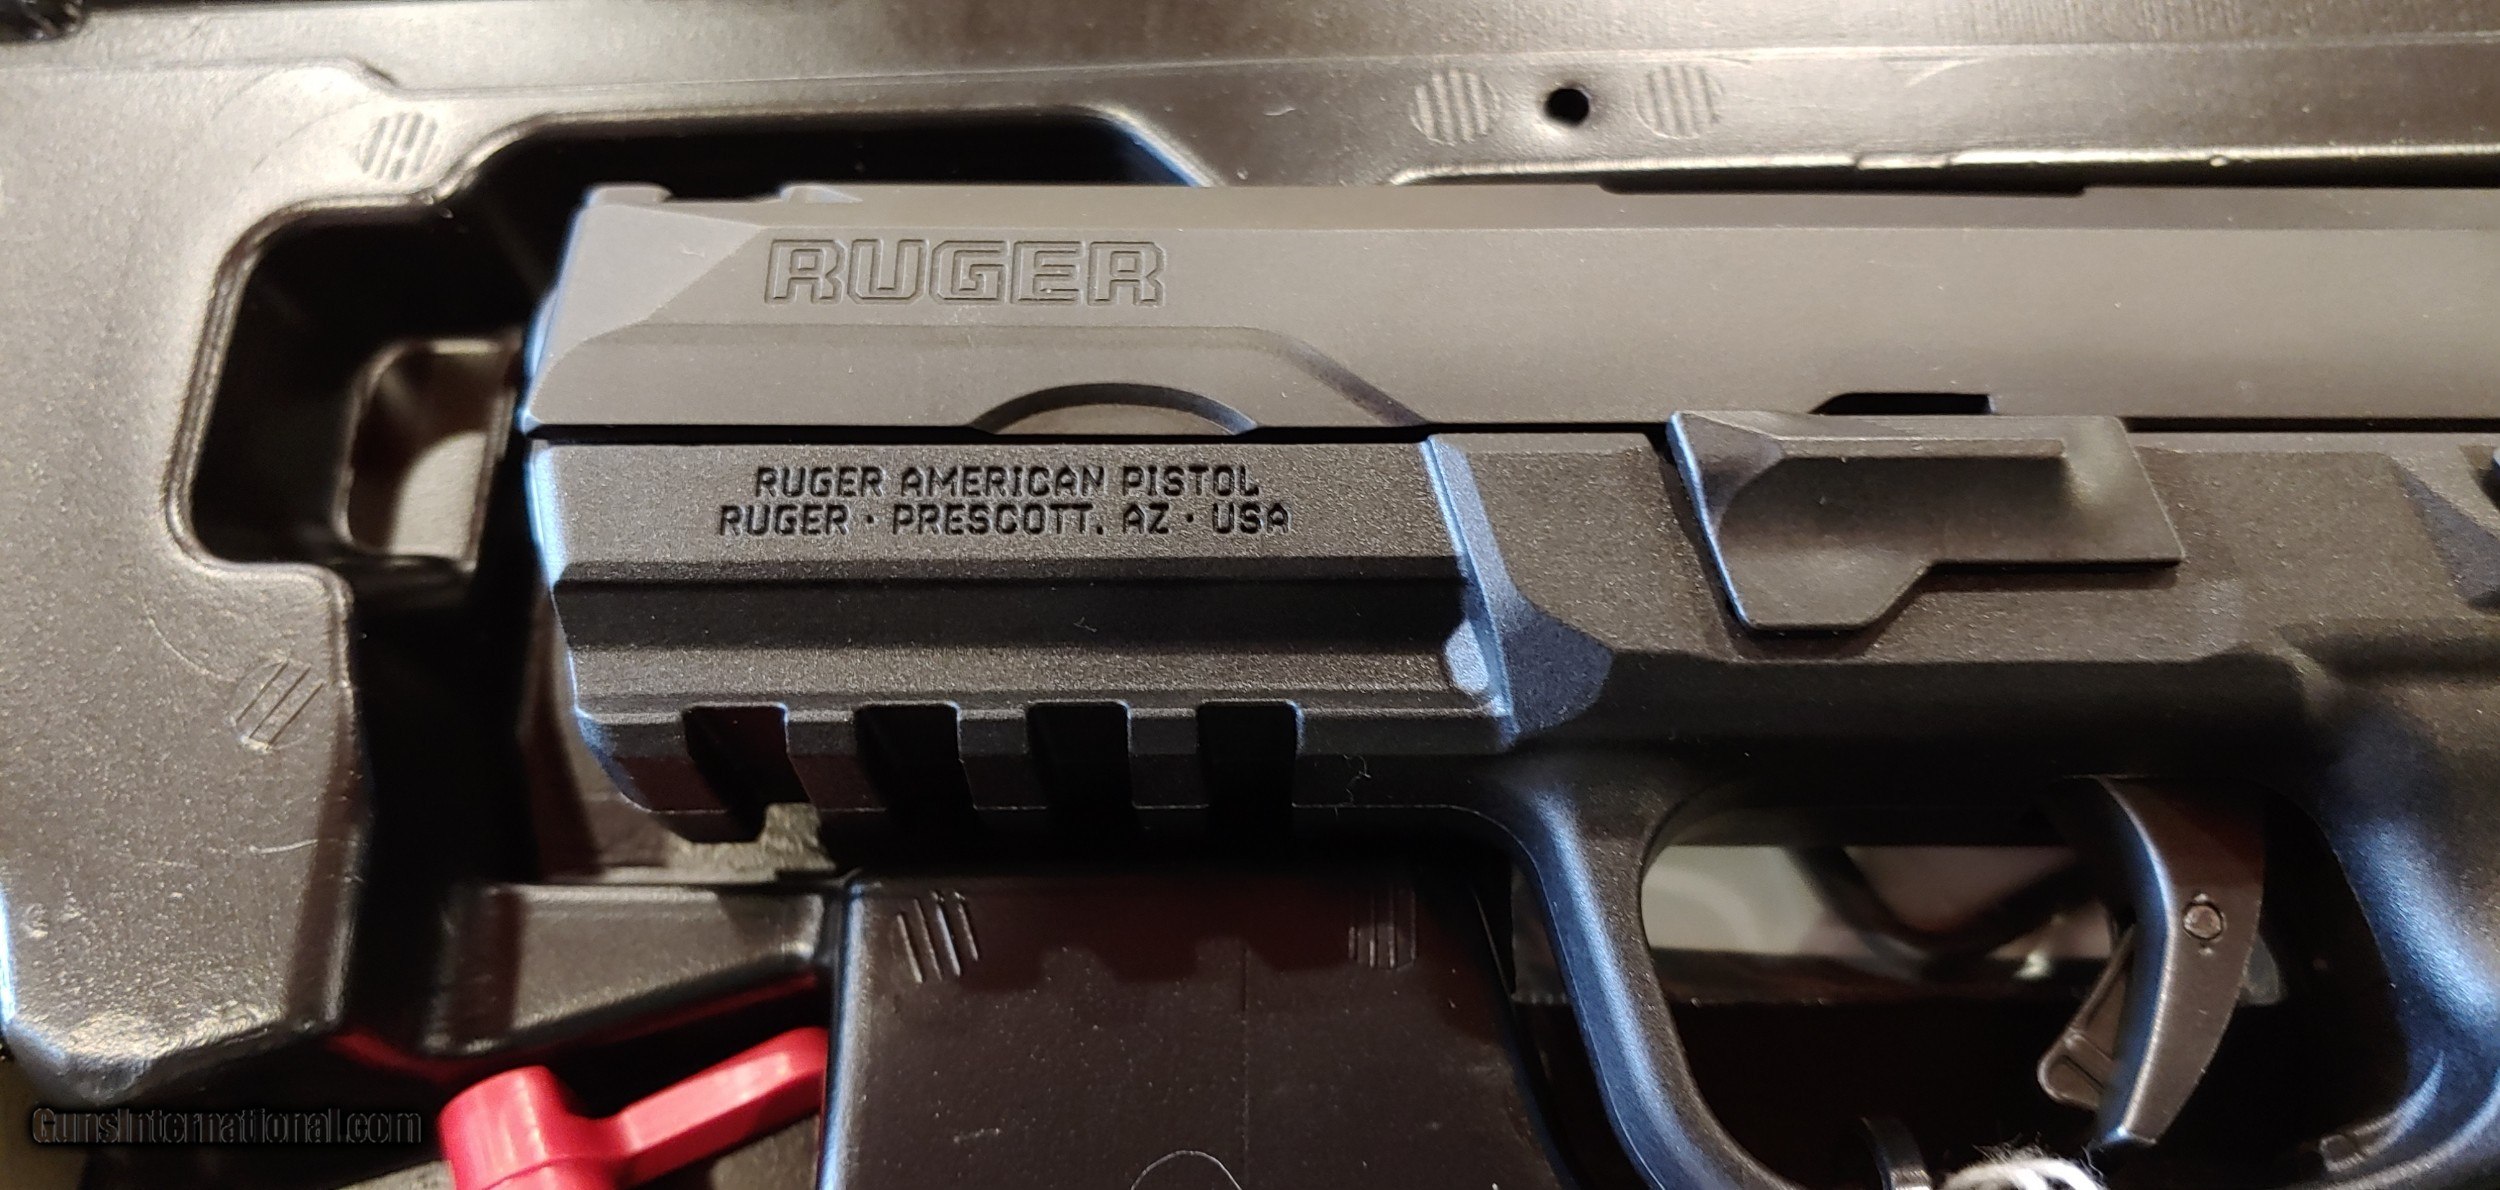 RUGER
RUGER AMERICAN PISTOL
RUGER · PRESCOTT, AZ · USA
GunsInternational.com